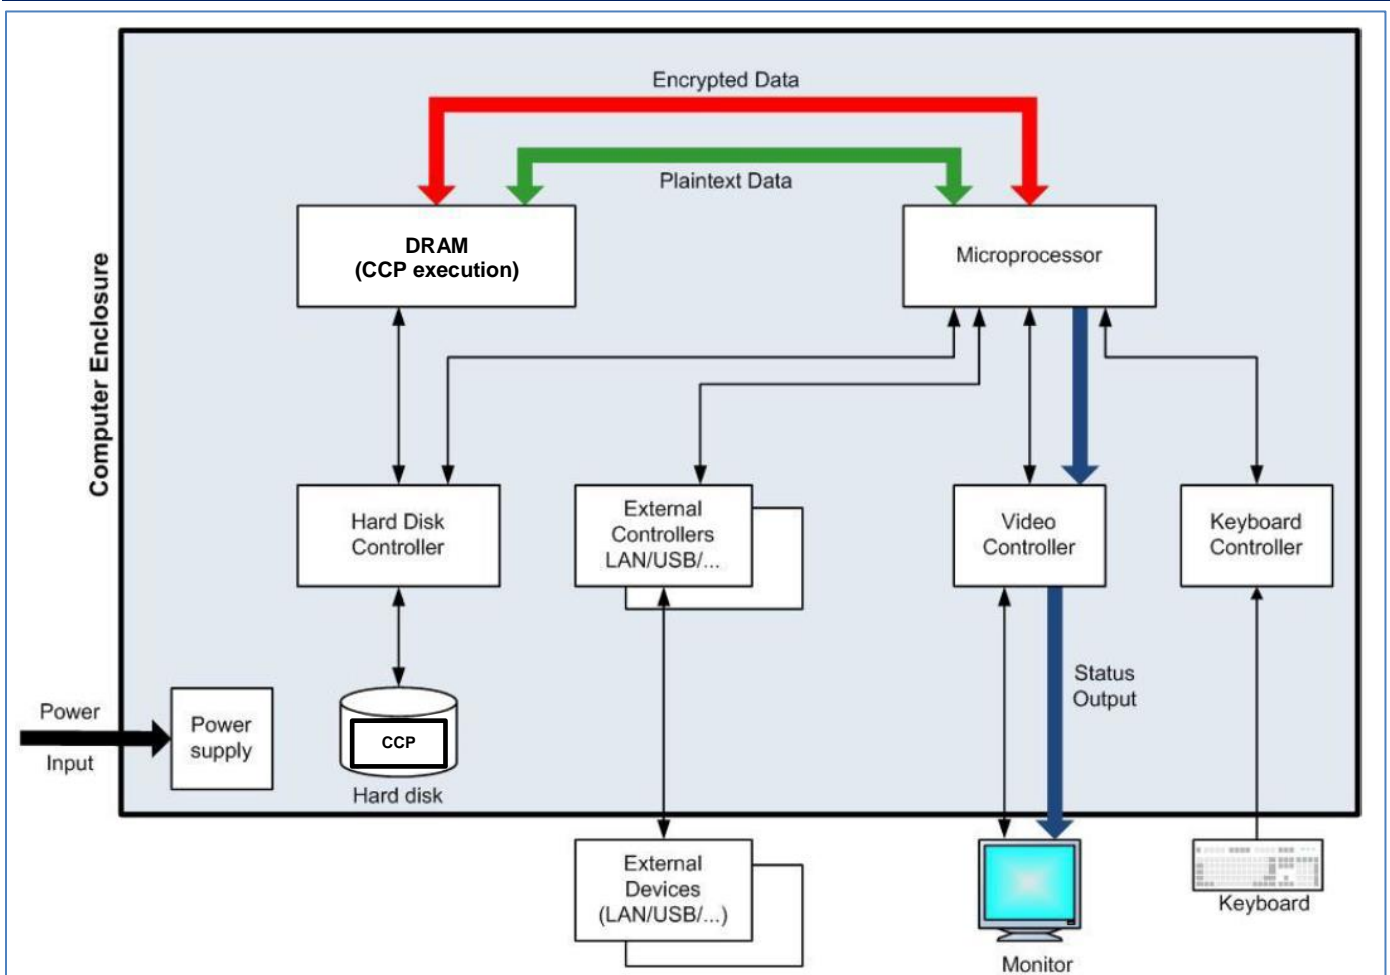 Encrypted Data
Plaintext Data
DRAM
(CCP execution)
Microprocessor
Computer Enclosure
Hard Disk
Controller
External
Controllers
LAN/USB/...
Video
Controller
Keyboard
Controller
Power
Input
Power
supply
CCP
Hard disk
Status
Output
External
Devices
(LAN/USB/...)
Monitor
Keyboard